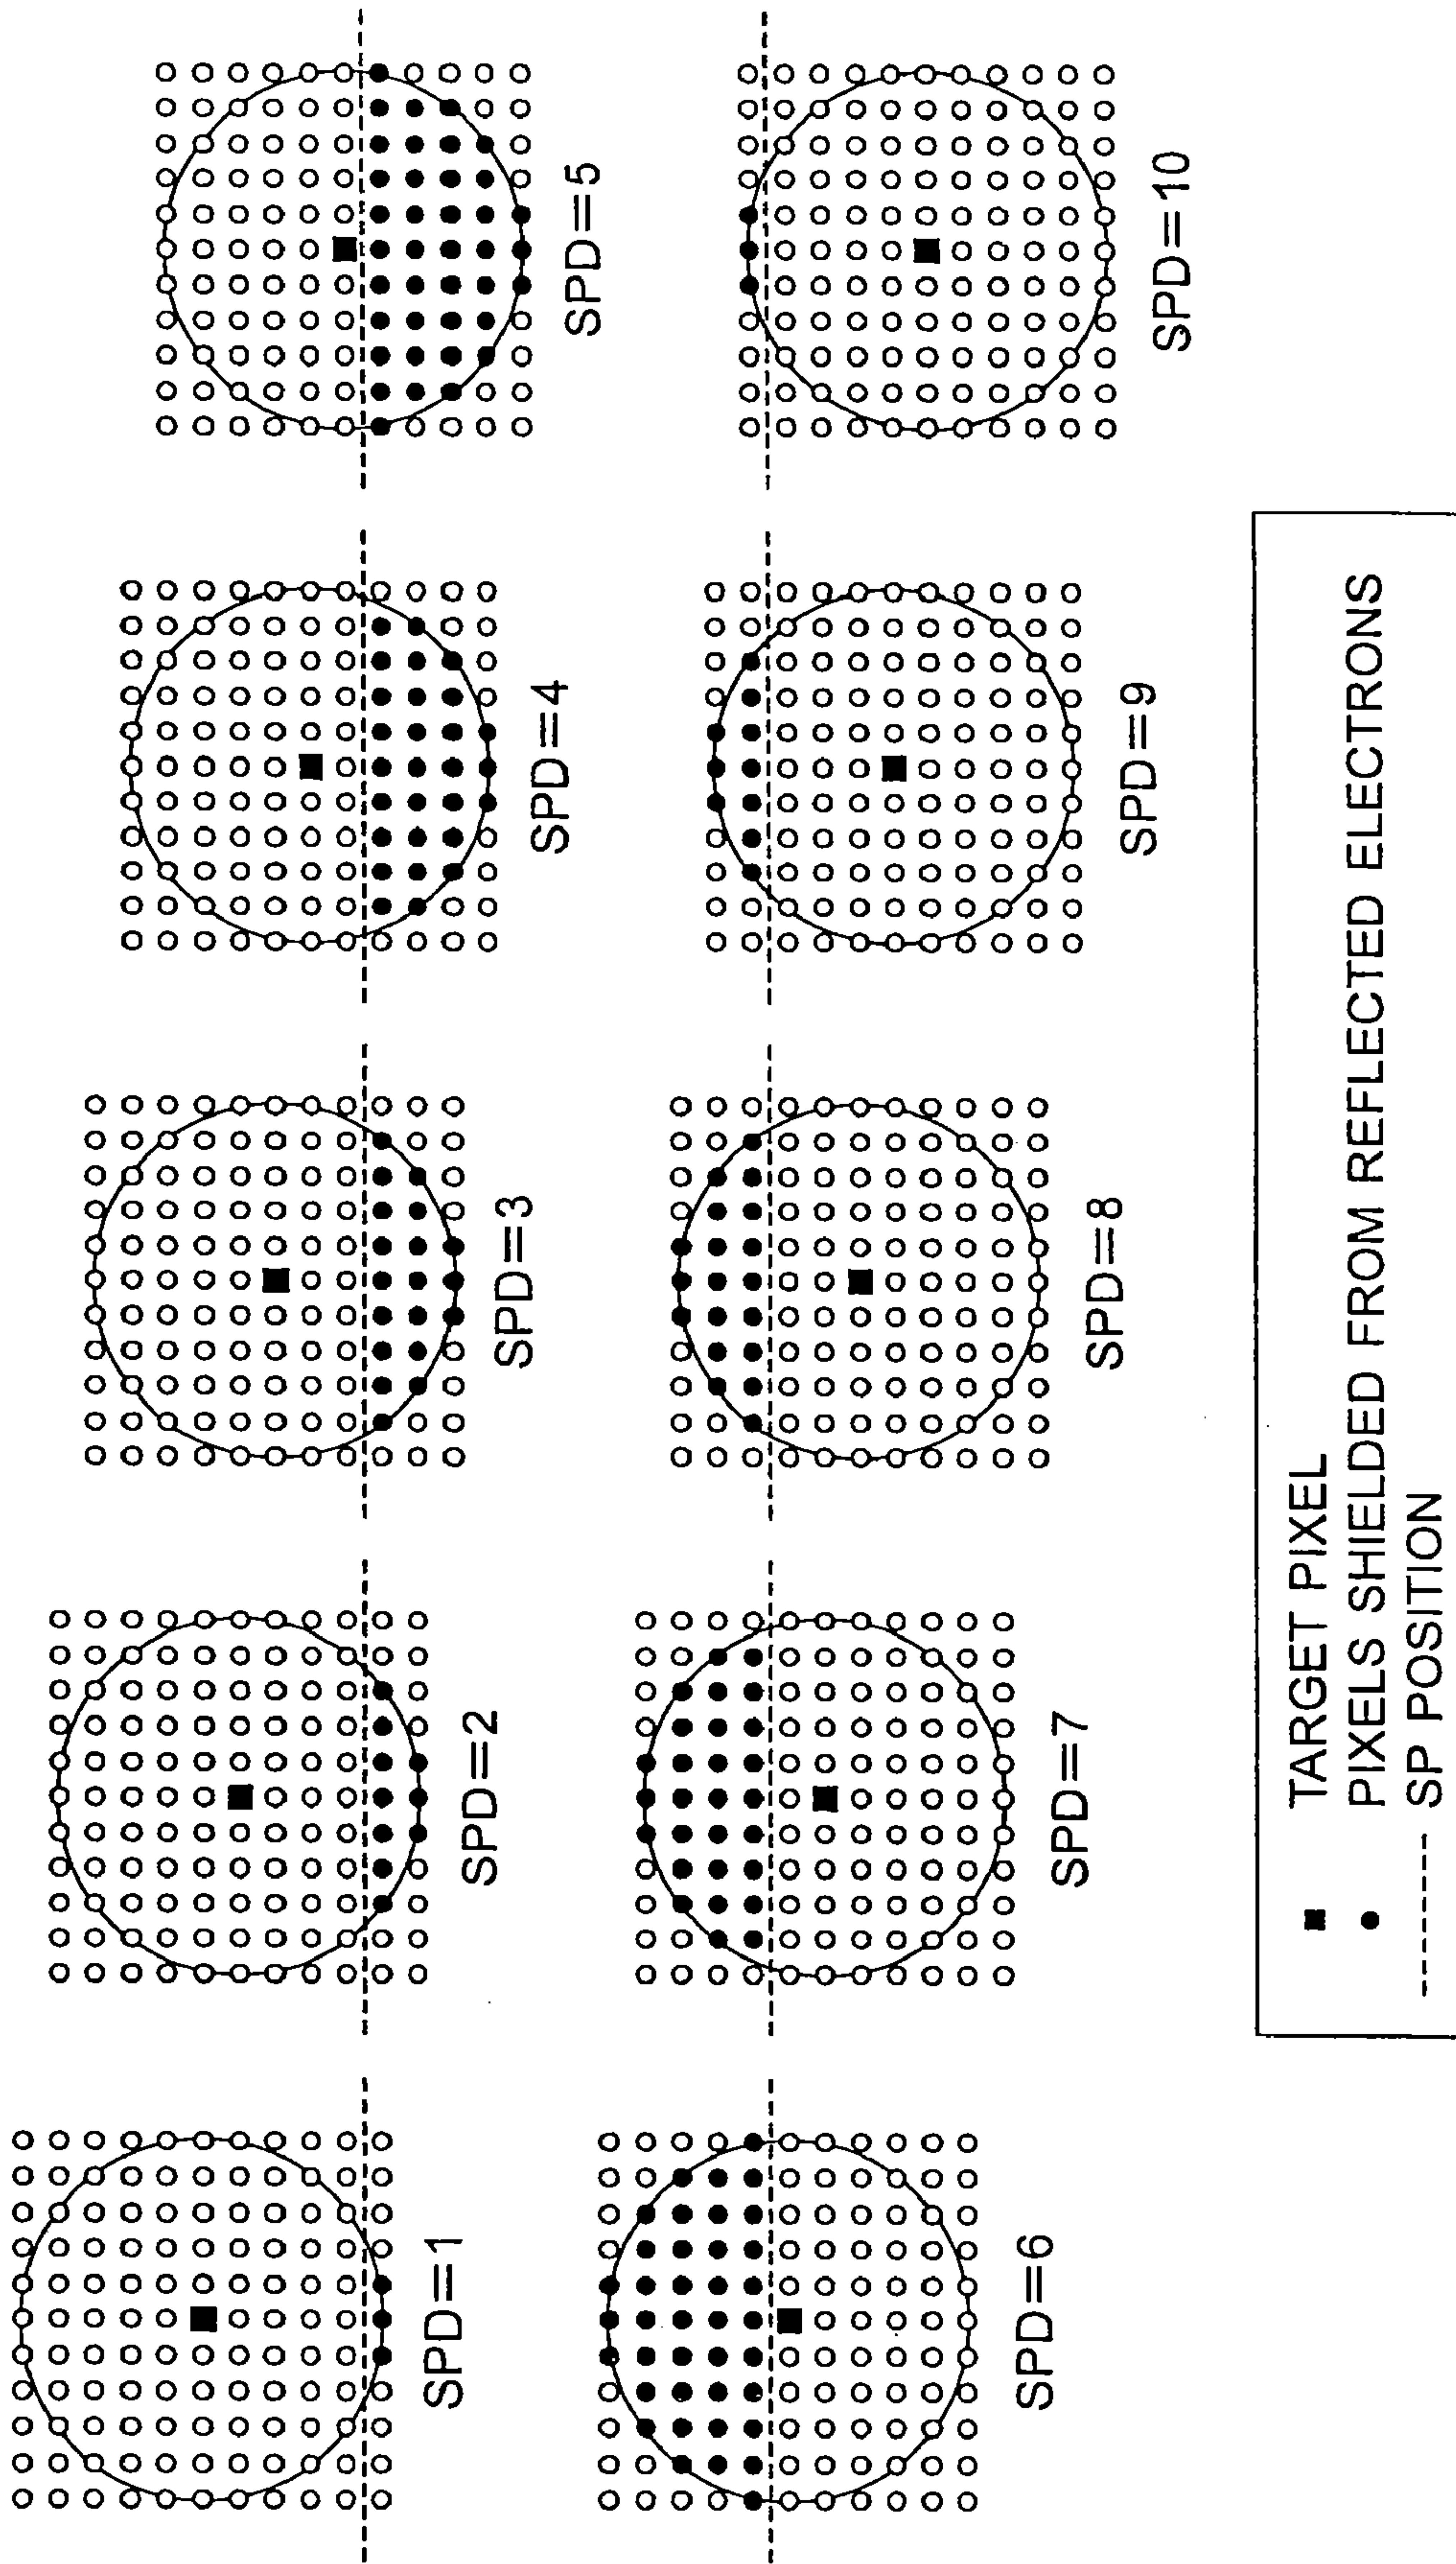 SPD=1
SPD=2
SPD=3
SPD=4
SPD=5
SPD=6
SPD=7
SPD=8
SPD=9
SPD=10
TARGET PIXEL
PIXELS SHIELDED FROM REFLECTED ELECTRONS
SP POSITION